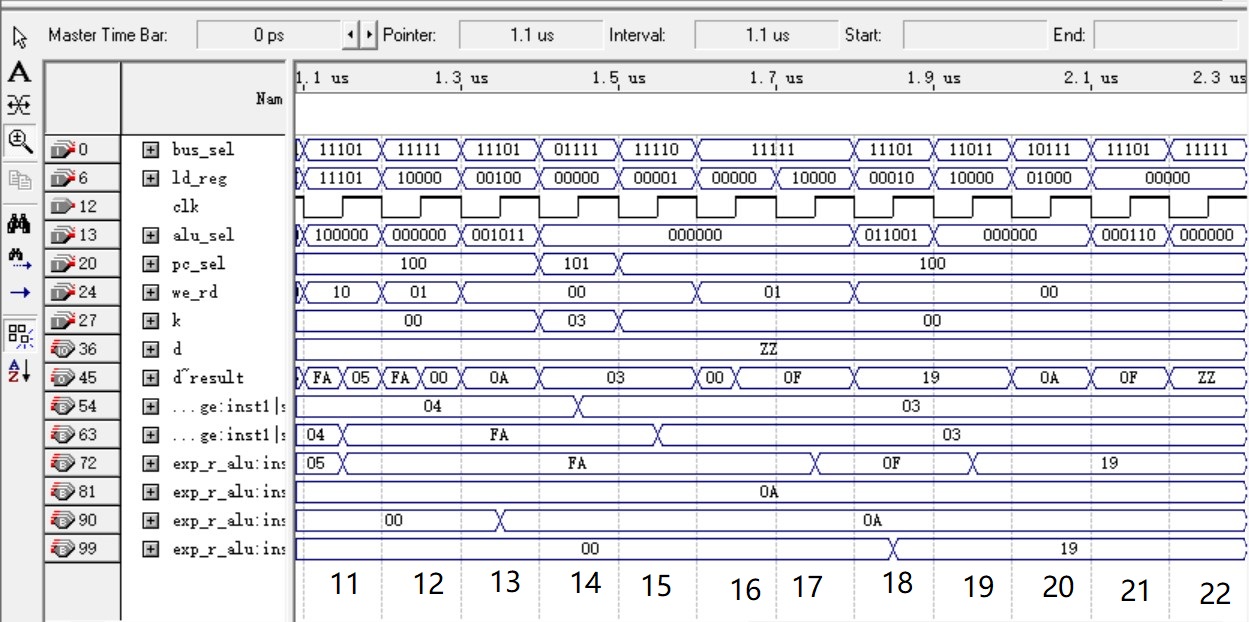 Master Time Bar: 0 ps Pointer: 1.1 us Interval: 1.1 us Start: End:
Nam
1.1 us 1.3 us 1.5 us 1.7 us 1.9 us 2.1 us 2.3 us
0 bus_sel 11101 11111 11101 01111 11110 11111 11101 11011 10111 11101 11111
6 ld_reg 11101 10000 00100 00000 00001 00000 10000 00010 10000 01000 00000
12 clk
13 alu_sel 100000 000000 001011 000000 011001 000000 000110 000000
20 pc_sel 100 101 100
24 we_rd 10 01 00 01 00
27 k 00 03 00
36 d ZZ
45 d~result FA 05 FA 00 0A 03 00 0F 19 0A 0F ZZ
54 ...ge:inst1|s 04 03
63 ...ge:inst1|s 04 FA 03
72 exp_r_alu:ins 05 FA 0F 19
81 exp_r_alu:ins 0A
90 exp_r_alu:ins 00 0A
99 exp_r_alu:ins 00 19
11 12 13 14 15 16 17 18 19 20 21 22